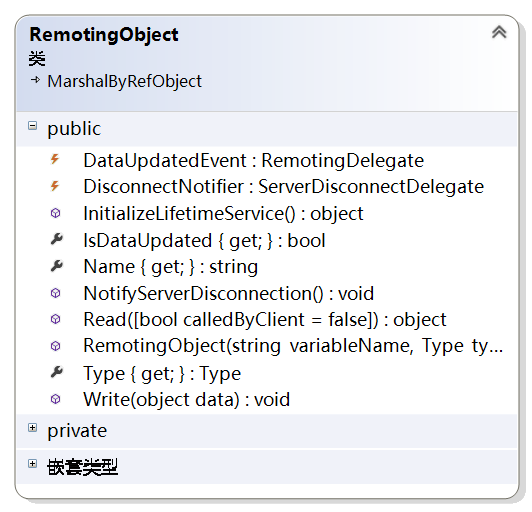 RemotingObject
类
MarshalByRefObject
public
DataUpdatedEvent : RemotingDelegate
DisconnectNotifier : ServerDisconnectDelegate
InitializeLifetimeService() : object
IsDataUpdated { get; } : bool
Name { get; } : string
NotifyServerDisconnection() : void
Read([bool calledByClient = false]) : object
RemotingObject(string variableName, Type ty...
Type { get; } : Type
Write(object data) : void
private
嵌套类型